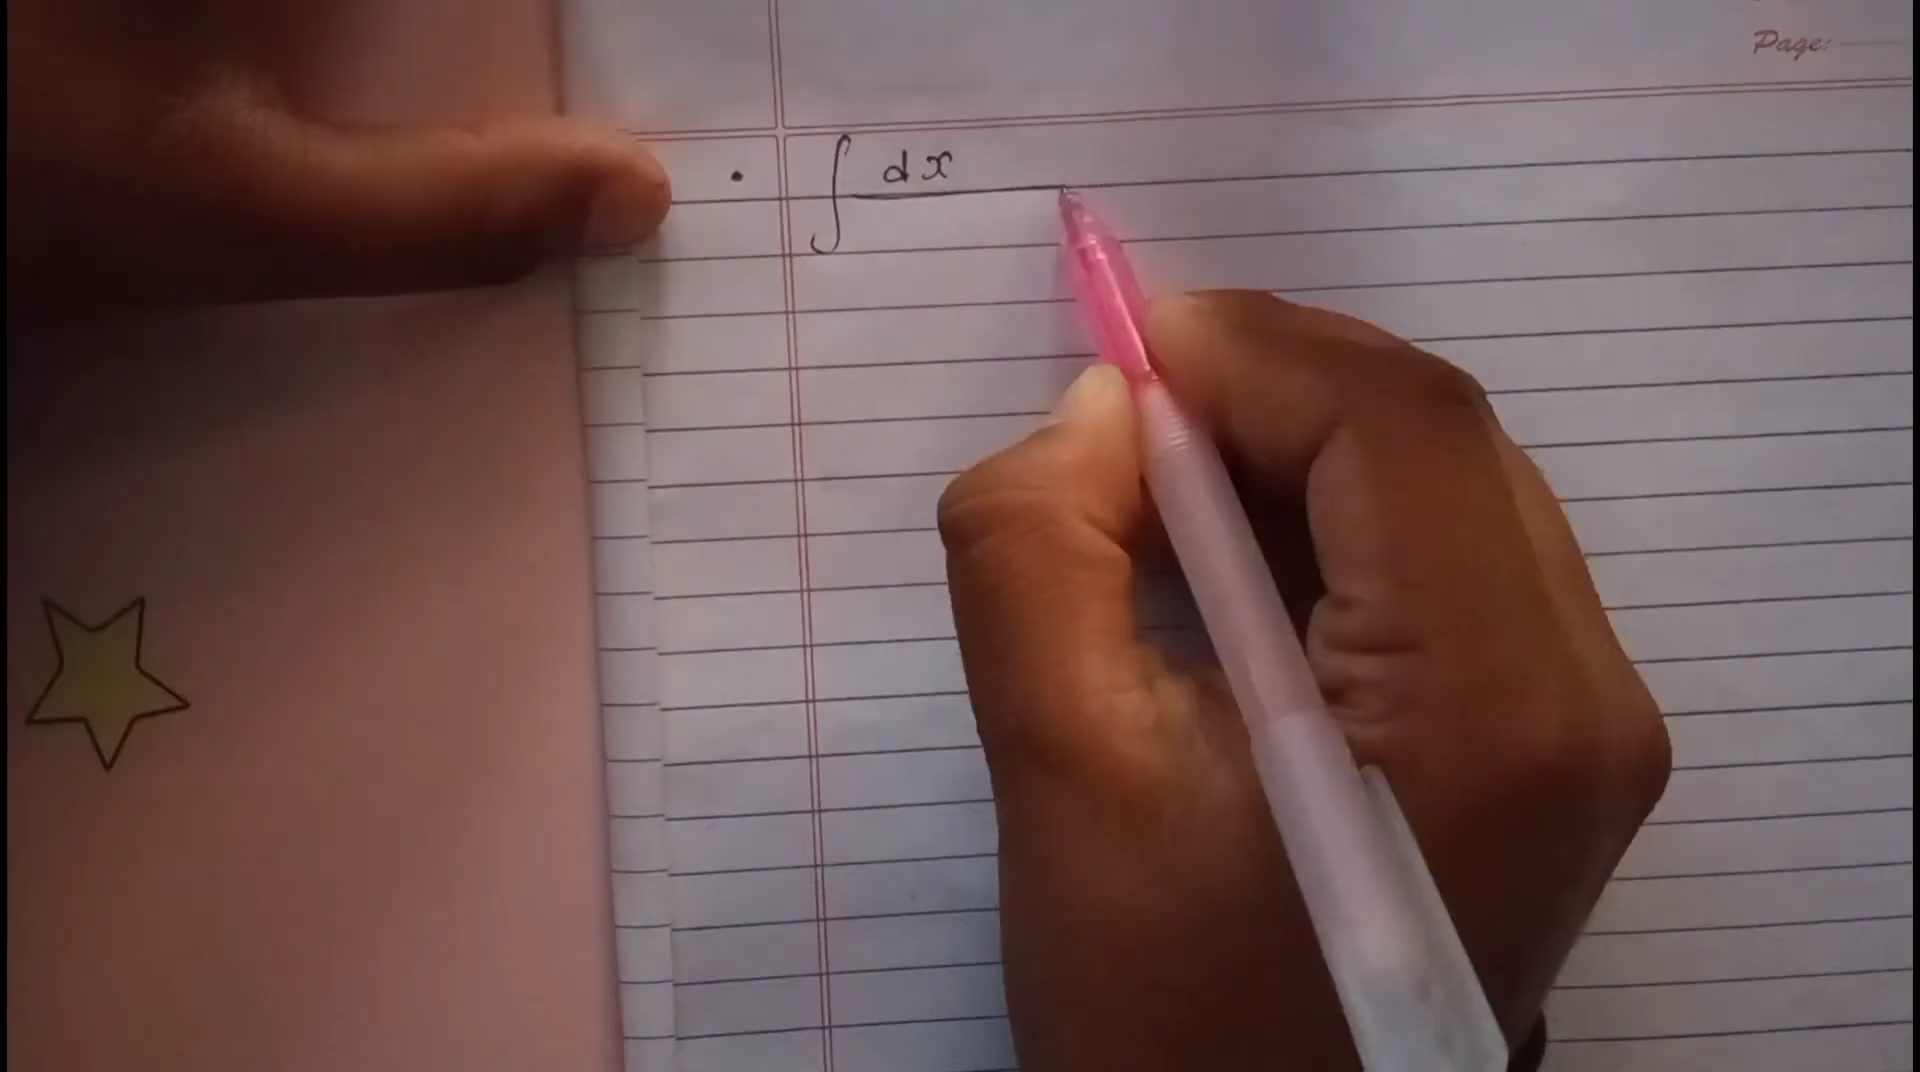 Page:
• ∫ dx